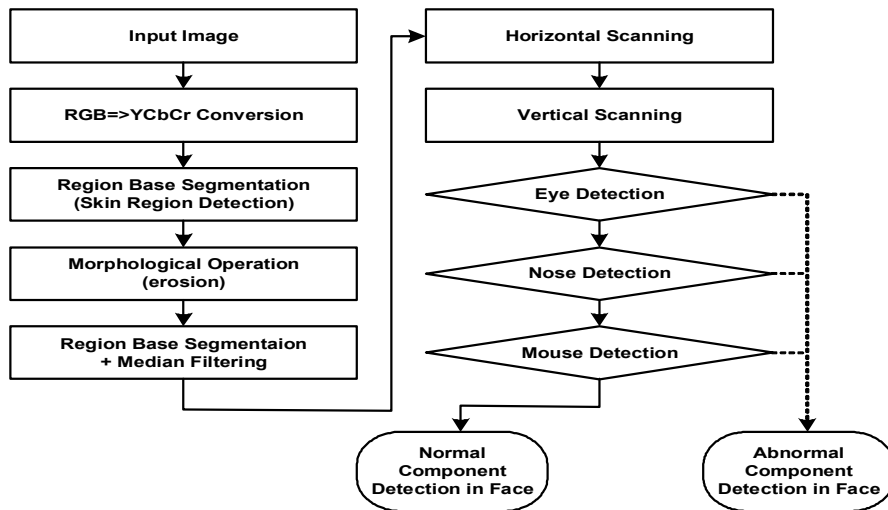 Input Image
RGB=>YCbCr Conversion
Region Base Segmentation
(Skin Region Detection)
Morphological Operation
(erosion)
Region Base Segmentaion
+ Median Filtering
Horizontal Scanning
Vertical Scanning
Eye Detection
Nose Detection
Mouse Detection
Normal
Component
Detection in Face
Abnormal
Component
Detection in Face